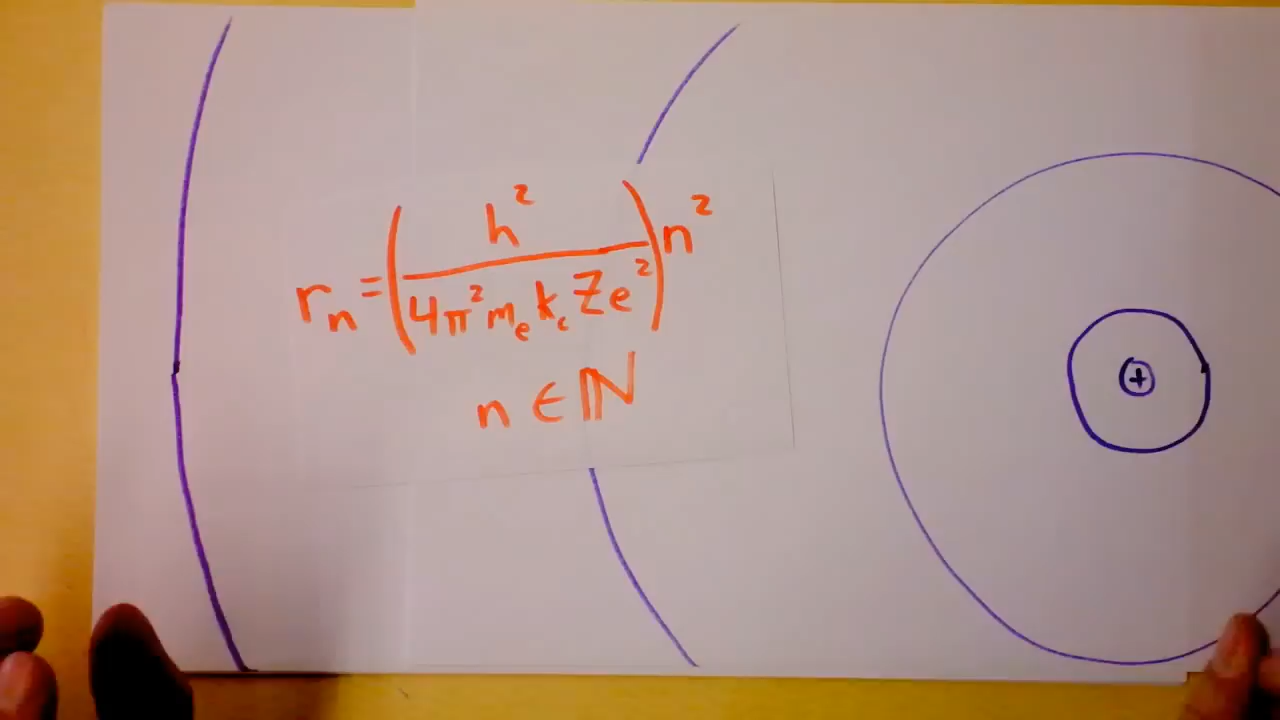 rₙ = (h² / 4π²mₑk꜀Ze²) n²
n ∈ ℕ
+